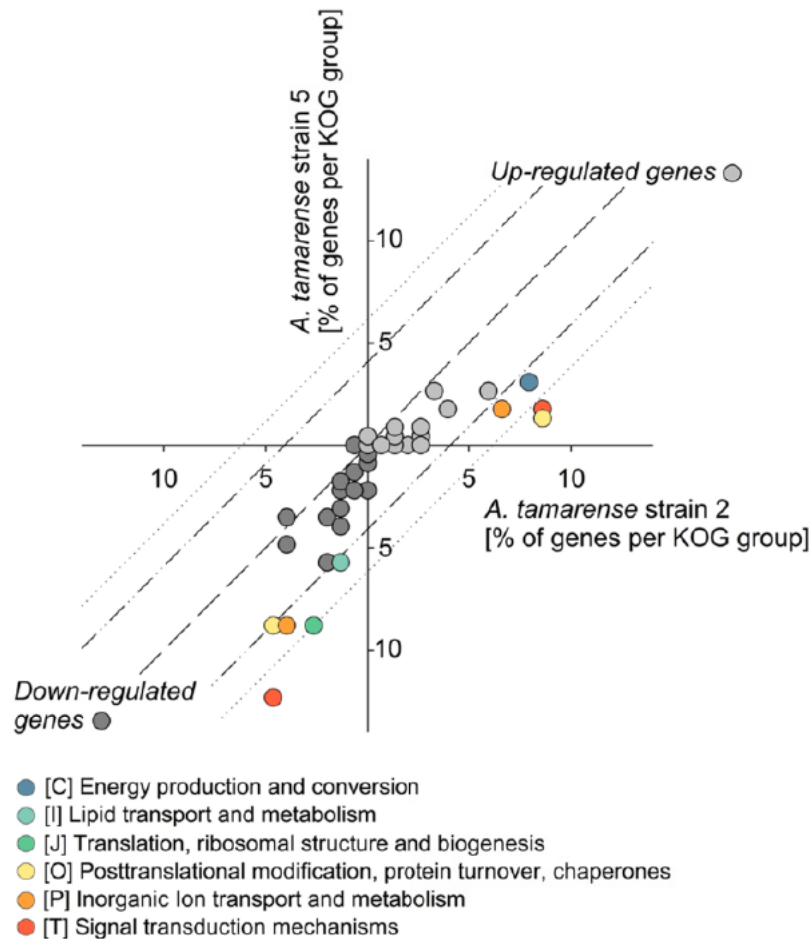 A. tamarense strain 5
[% of genes per KOG group]
Up-regulated genes
10
5
10
5
5
10
A. tamarense strain 2
[% of genes per KOG group]
5
10
Down-regulated
genes
[C] Energy production and conversion
[I] Lipid transport and metabolism
[J] Translation, ribosomal structure and biogenesis
[O] Posttranslational modification, protein turnover, chaperones
[P] Inorganic Ion transport and metabolism
[T] Signal transduction mechanisms